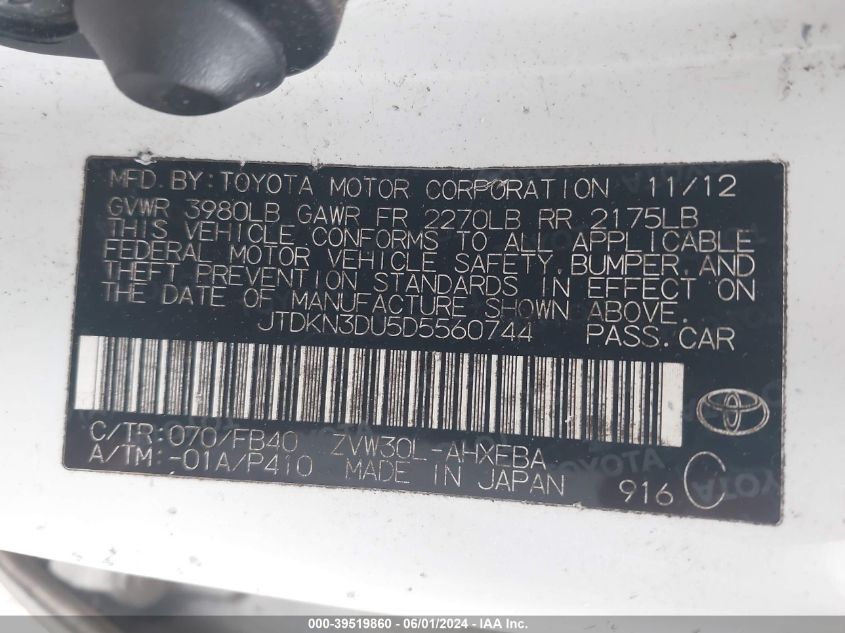 MFD. BY: TOYOTA MOTOR CORPORATION 11/12
GVWR 3980LB GAWR FR 2270LB RR 2175LB
THIS VEHICLE CONFORMS TO ALL APPLICABLE
FEDERAL MOTOR VEHICLE SAFETY, BUMPER, AND
THEFT PREVENTION STANDARDS IN EFFECT ON
THE DATE OF MANUFACTURE SHOWN ABOVE.
JTDKN3DU5D5560744 PASS. CAR
C/TR: 070/FB40 ZVW30L-AHXEBA
A/TM: -01A/P410 MADE IN JAPAN
916 C
000-39519860 - 06/01/2024 - IAA Inc.